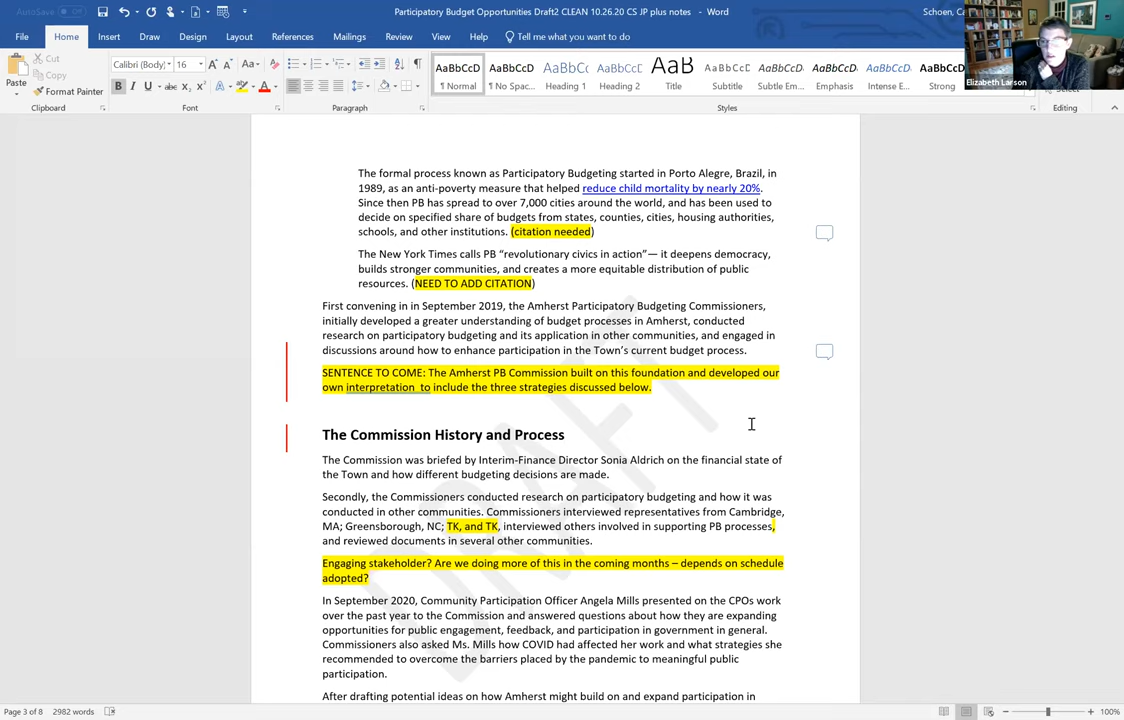 AutoSave
Participatory Budget Opportunities Draft2 CLEAN 10.26.20 CS JP plus notes - Word
Schoen, Ca
File Home Insert Draw Design Layout References Mailings Review View Help Tell me what you want to do
Paste
Cut
Copy
Format Painter
Calibri (Body) 16
AaBbCcD AaBbCcD AaBbCc AaBbCcD AaB AaBbCcD AaBbCcD AaBbCcD AaBbCcD AaBbCcD
¶ Normal ¶ No Spac... Heading 1 Heading 2 Title Subtitle Subtle Em... Emphasis Intense E... Strong
Select
Clipboard Font Paragraph Styles Editing
Elizabeth Larson
The formal process known as Participatory Budgeting started in Porto Alegre, Brazil, in
1989, as an anti-poverty measure that helped reduce child mortality by nearly 20%.
Since then PB has spread to over 7,000 cities around the world, and has been used to
decide on specified share of budgets from states, counties, cities, housing authorities,
schools, and other institutions. (citation needed)
The New York Times calls PB “revolutionary civics in action”— it deepens democracy,
builds stronger communities, and creates a more equitable distribution of public
resources. (NEED TO ADD CITATION)
First convening in in September 2019, the Amherst Participatory Budgeting Commissioners,
initially developed a greater understanding of budget processes in Amherst, conducted
research on participatory budgeting and its application in other communities, and engaged in
discussions around how to enhance participation in the Town’s current budget process.
SENTENCE TO COME: The Amherst PB Commission built on this foundation and developed our
own interpretation to include the three strategies discussed below.
The Commission History and Process
The Commission was briefed by Interim-Finance Director Sonia Aldrich on the financial state of
the Town and how different budgeting decisions are made.
Secondly, the Commissioners conducted research on participatory budgeting and how it was
conducted in other communities. Commissioners interviewed representatives from Cambridge,
MA; Greensborough, NC; TK, and TK, interviewed others involved in supporting PB processes,
and reviewed documents in several other communities.
Engaging stakeholder? Are we doing more of this in the coming months – depends on schedule
adopted?
In September 2020, Community Participation Officer Angela Mills presented on the CPOs work
over the past year to the Commission and answered questions about how they are expanding
opportunities for public engagement, feedback, and participation in government in general.
Commissioners also asked Ms. Mills how COVID had affected her work and what strategies she
recommended to overcome the barriers placed by the pandemic to meaningful public
participation.
After drafting potential ideas on how Amherst might build on and expand participation in
DRAFT
Page 3 of 8 2982 words
100%